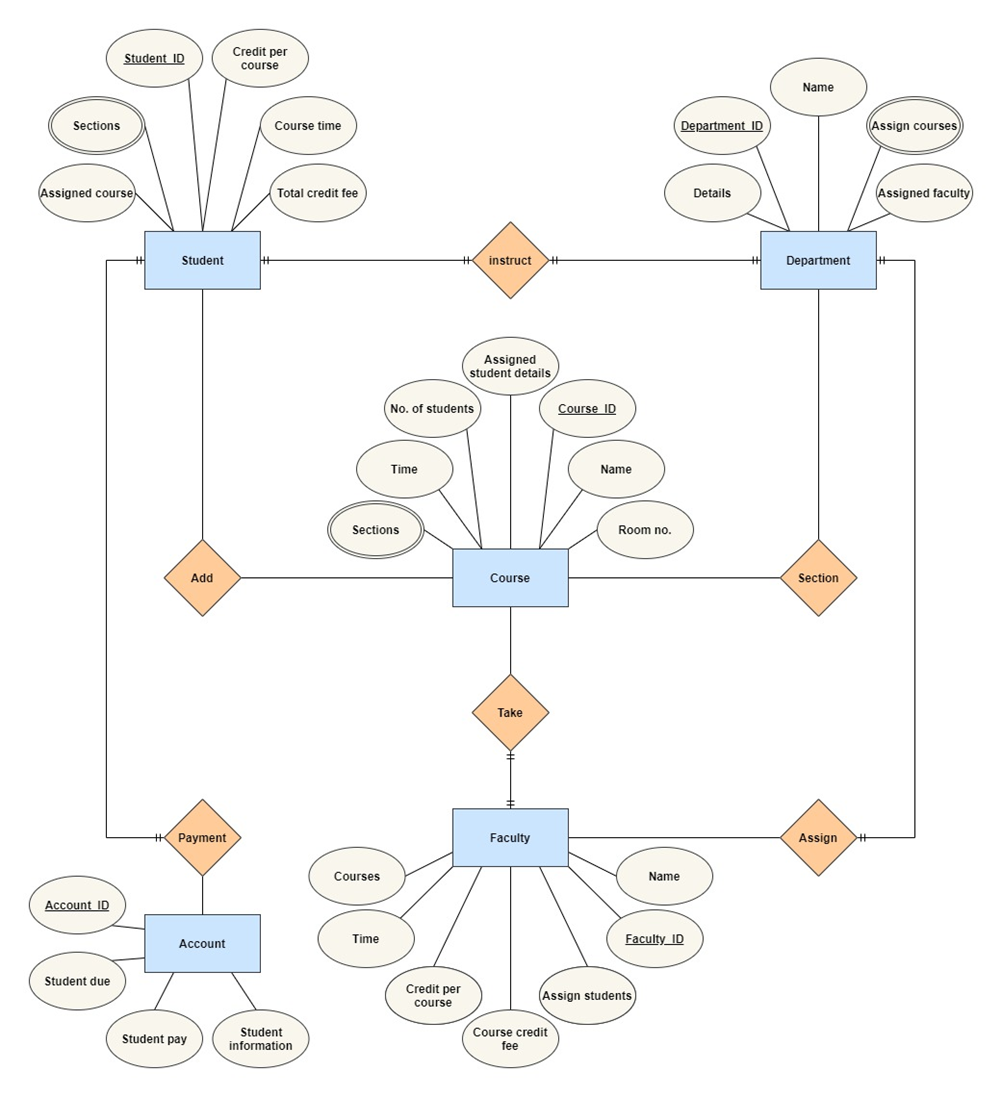 Student_ID
Credit per
course
Sections
Course time
Assigned course
Total credit fee
Name
Department_ID
Assign courses
Details
Assigned faculty
Student
instruct
Department
Assigned
student details
No. of students
Course_ID
Time
Name
Sections
Room no.
Add
Course
Section
Take
Payment
Faculty
Assign
Courses
Name
Account_ID
Time
Faculty_ID
Account
Student due
Credit per
course
Assign students
Student pay
Student
information
Course credit
fee